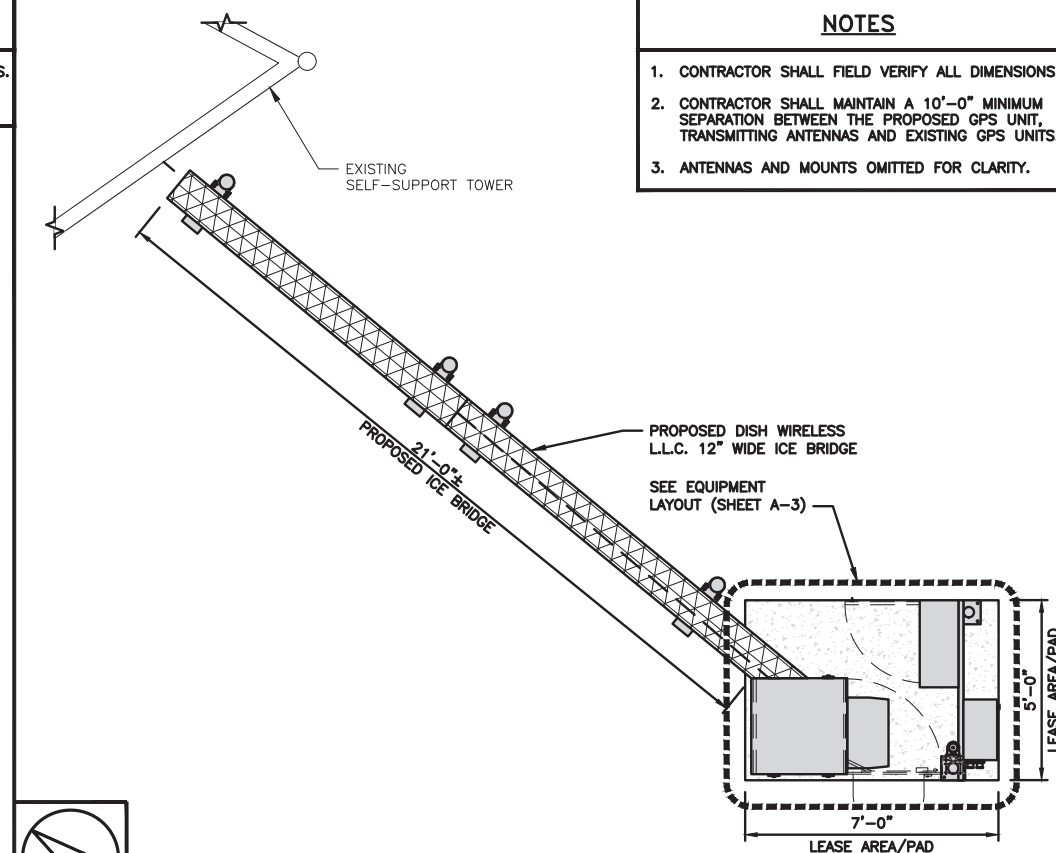 S.
NOTES
1. CONTRACTOR SHALL FIELD VERIFY ALL DIMENSIONS
2. CONTRACTOR SHALL MAINTAIN A 10'-0" MINIMUM
SEPARATION BETWEEN THE PROPOSED GPS UNIT,
TRANSMITTING ANTENNAS AND EXISTING GPS UNITS
3. ANTENNAS AND MOUNTS OMITTED FOR CLARITY.
EXISTING
SELF-SUPPORT TOWER
PROPOSED DISH WIRELESS
L.L.C. 12" WIDE ICE BRIDGE
SEE EQUIPMENT
LAYOUT (SHEET A-3)
21'-0"±
PROPOSED ICE BRIDGE
5'-0"
LEASE AREA/PAD
7'-0"
LEASE AREA/PAD